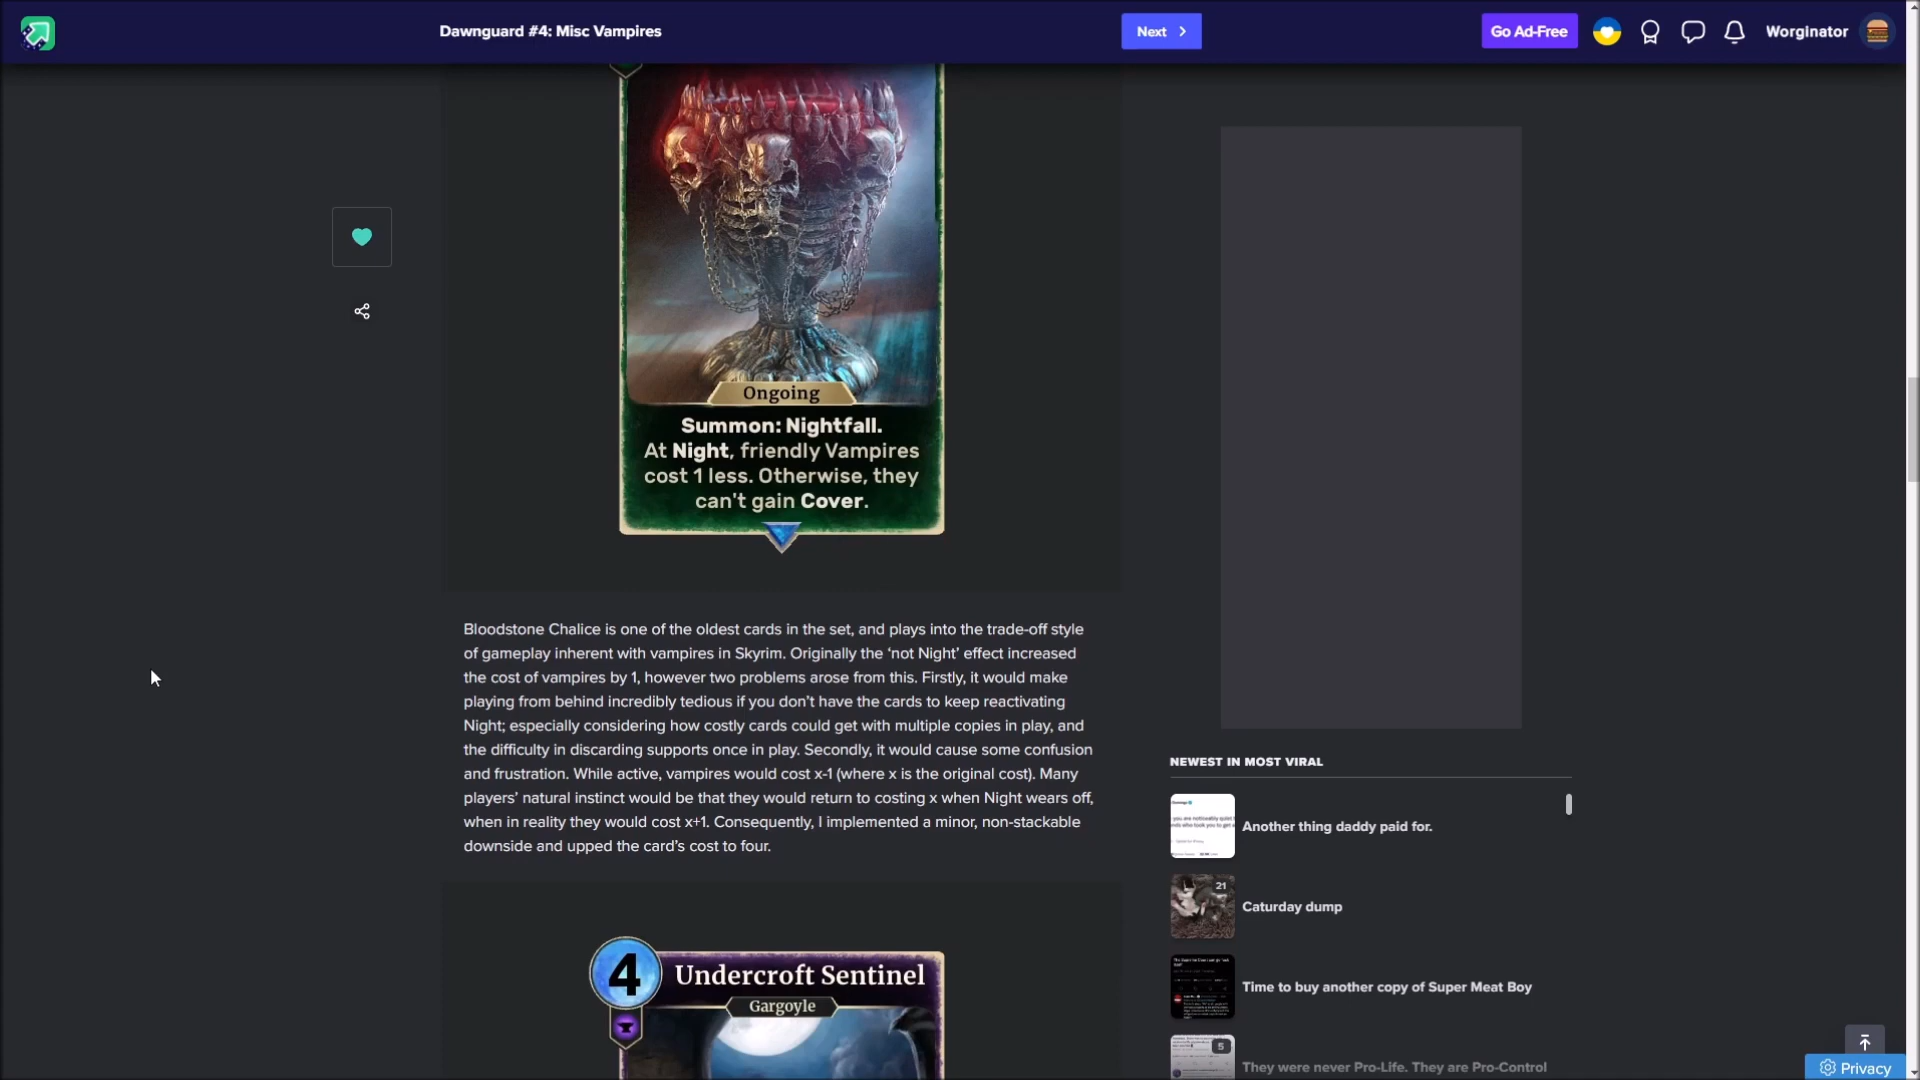 Dawnguard #4: Misc Vampires
Next
Go Ad-Free
Worginator
Ongoing
Summon: Nightfall.
At Night, friendly Vampires
cost 1 less. Otherwise, they
can't gain Cover.
Bloodstone Chalice is one of the oldest cards in the set, and plays into the trade-off style
of gameplay inherent with vampires in Skyrim. Originally the ‘not Night’ effect increased
the cost of vampires by 1, however two problems arose from this. Firstly, it would make
playing from behind incredibly tedious if you don’t have the cards to keep reactivating
Night; especially considering how costly cards could get with multiple copies in play, and
the difficulty in discarding supports once in play. Secondly, it would cause some confusion
and frustration. While active, vampires would cost x-1 (where x is the original cost). Many
players’ natural instinct would be that they would return to costing x when Night wears off,
when in reality they would cost x+1. Consequently, I implemented a minor, non-stackable
downside and upped the card’s cost to four.
4
Undercroft Sentinel
Gargoyle
NEWEST IN MOST VIRAL
Another thing daddy paid for.
21
Caturday dump
Time to buy another copy of Super Meat Boy
5
They were never Pro-Life. They are Pro-Control
Privacy